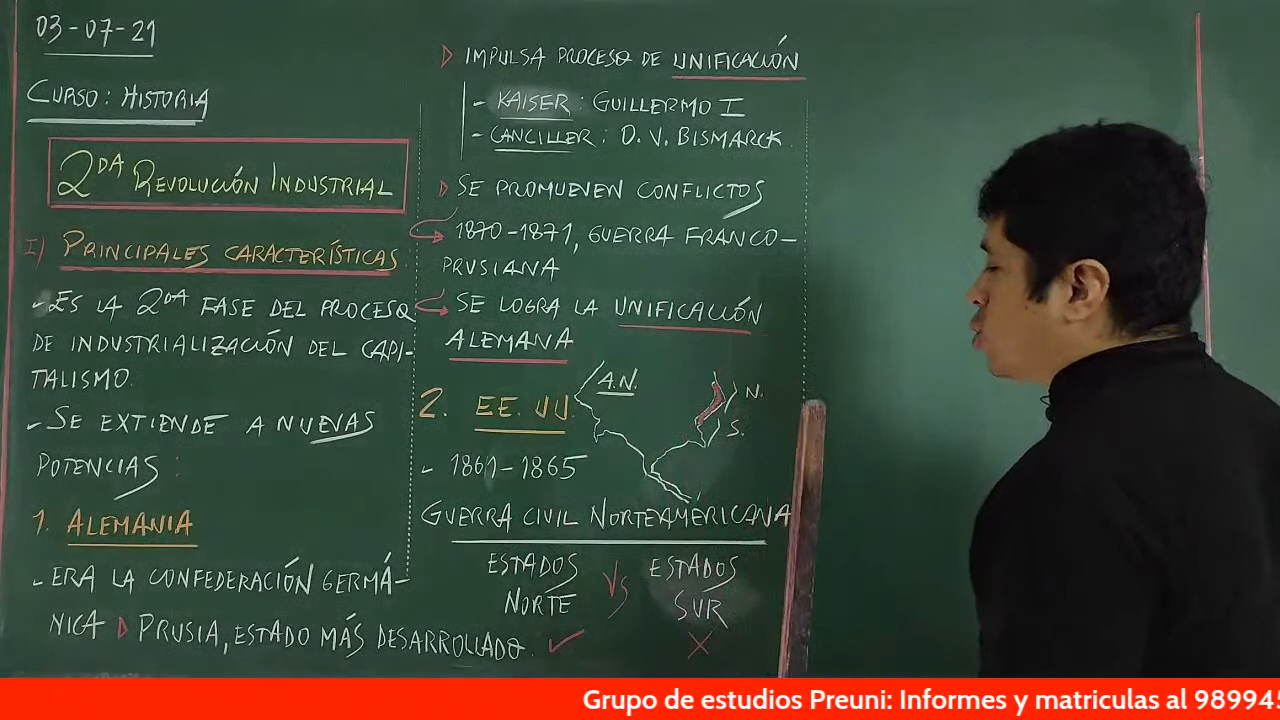 03-07-21
CURSO: HISTORIA
2DA REVOLUCIÓN INDUSTRIAL
I) PRINCIPALES CARACTERÍSTICAS
- ES LA 2DA FASE DEL PROCESO
DE INDUSTRIALIZACIÓN DEL CAPI-
TALISMO.
- SE EXTIENDE A NUEVAS
POTENCIAS:
1. ALEMANIA
- ERA LA CONFEDERACIÓN GERMÁ-
NICA ▷ PRUSIA, ESTADO MÁS DESARROLLADO. ✓
▷ IMPULSA PROCESO DE UNIFICACIÓN
- KAISER: GUILLERMO I
- CANCILLER: O. V. BISMARCK
▷ SE PROMUEVEN CONFLICTOS
1870-1871, GUERRA FRANCO-
PRUSIANA
SE LOGRA LA UNIFICACIÓN
ALEMANA
2. EE. UU.
A.N.
N.
S.
- 1861-1865
GUERRA CIVIL NORTEAMÉRICANA
ESTADOS NORTE VS ESTADOS SUR
X
Grupo de estudios Preuni: Informes y matriculas al 989945